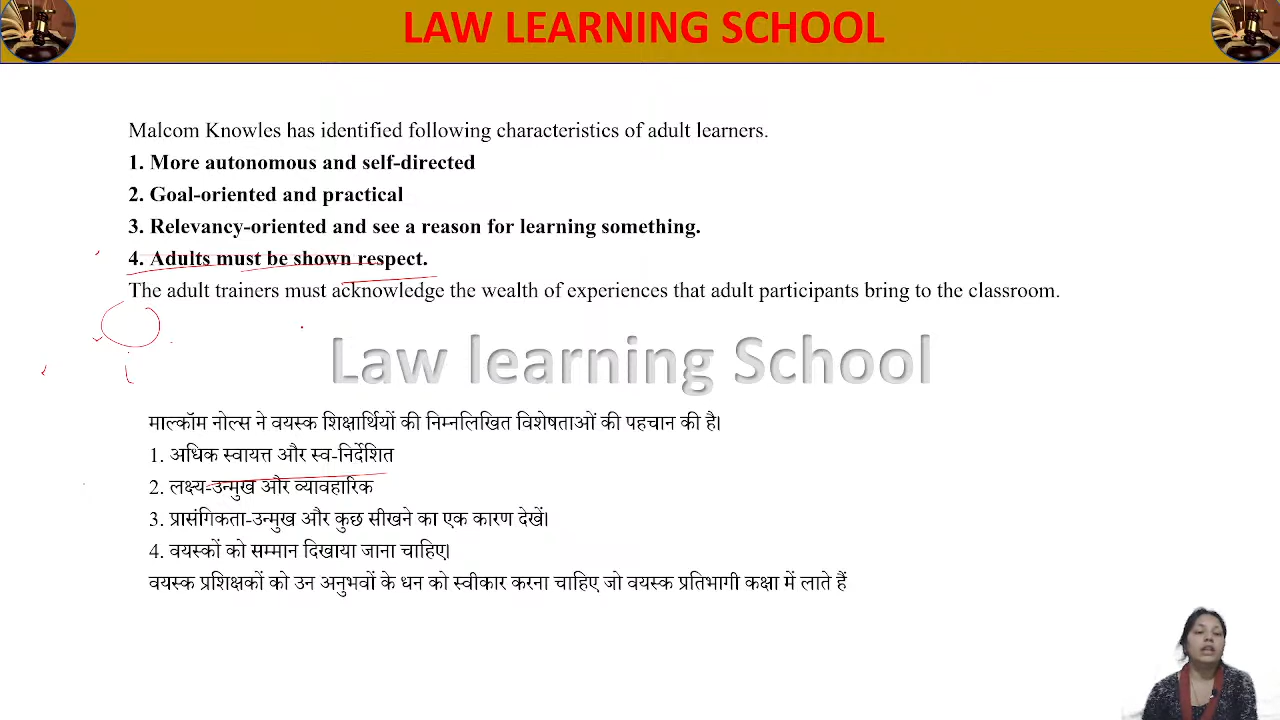 LAW LEARNING SCHOOL
Malcom Knowles has identified following characteristics of adult learners.
1. More autonomous and self-directed
2. Goal-oriented and practical
3. Relevancy-oriented and see a reason for learning something.
4. Adults must be shown respect.
The adult trainers must acknowledge the wealth of experiences that adult participants bring to the classroom.
Law learning School
माल्कॉम नोल्स ने वयस्क शिक्षार्थियों की निम्नलिखित विशेषताओं की पहचान की है।
1. अधिक स्वायत्त और स्व-निर्देशित
2. लक्ष्य-उन्मुख और व्यावहारिक
3. प्रासंगिकता-उन्मुख और कुछ सीखने का एक कारण देखें।
4. वयस्कों को सम्मान दिखाया जाना चाहिए।
वयस्क प्रशिक्षकों को उन अनुभवों के धन को स्वीकार करना चाहिए जो वयस्क प्रतिभागी कक्षा में लाते हैं